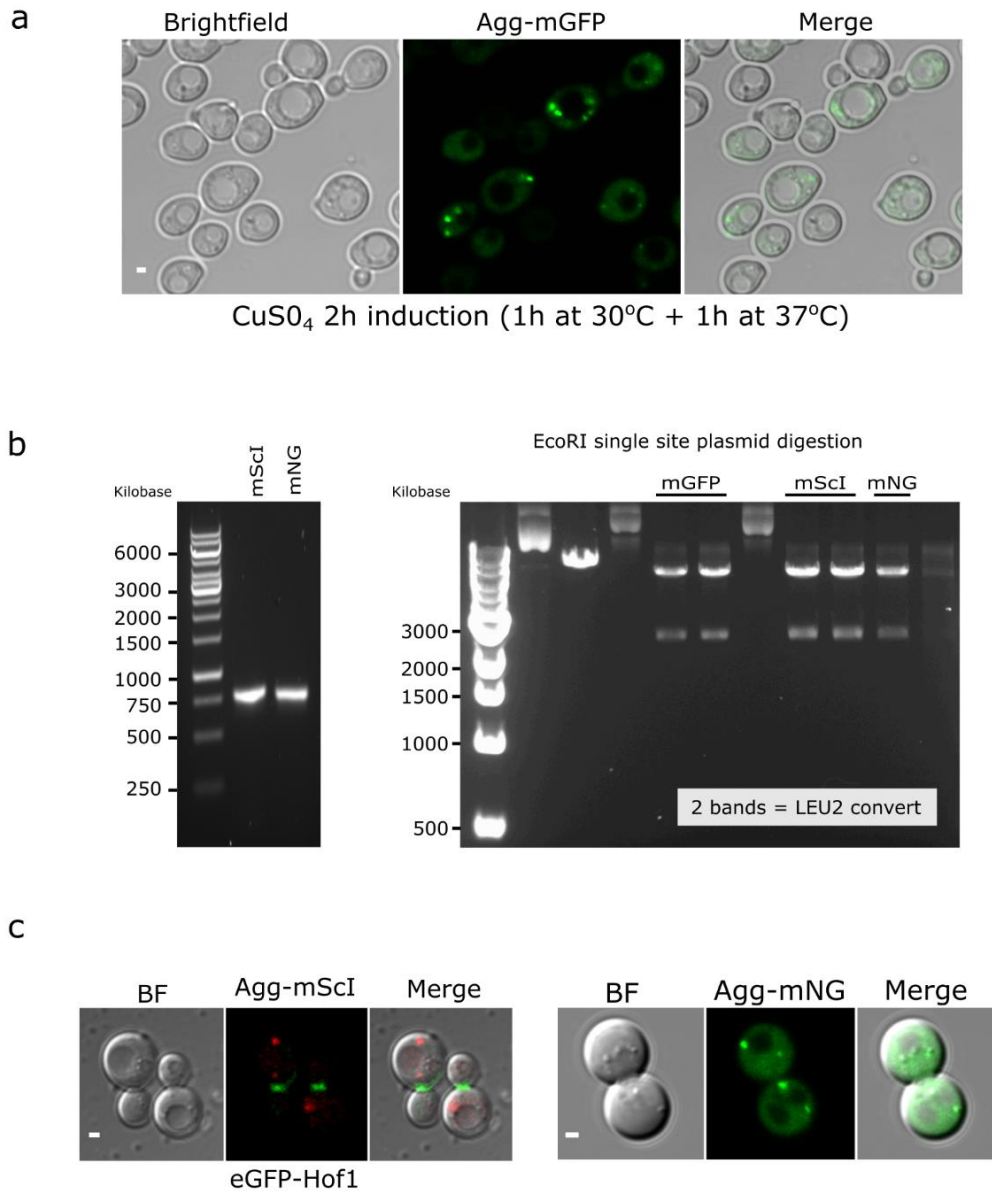 a
Brightfield Agg-mGFP Merge
CuS0₄ 2h induction (1h at 30°C + 1h at 37°C)
b
Kilobase
mScI
mNG
6000
3000
2000
1500
1000
750
500
250
EcoRI single site plasmid digestion
Kilobase
mGFP mScI mNG
3000
2000
1500
1000
500
2 bands = LEU2 convert
c
BF Agg-mScI Merge
eGFP-Hof1
BF Agg-mNG Merge